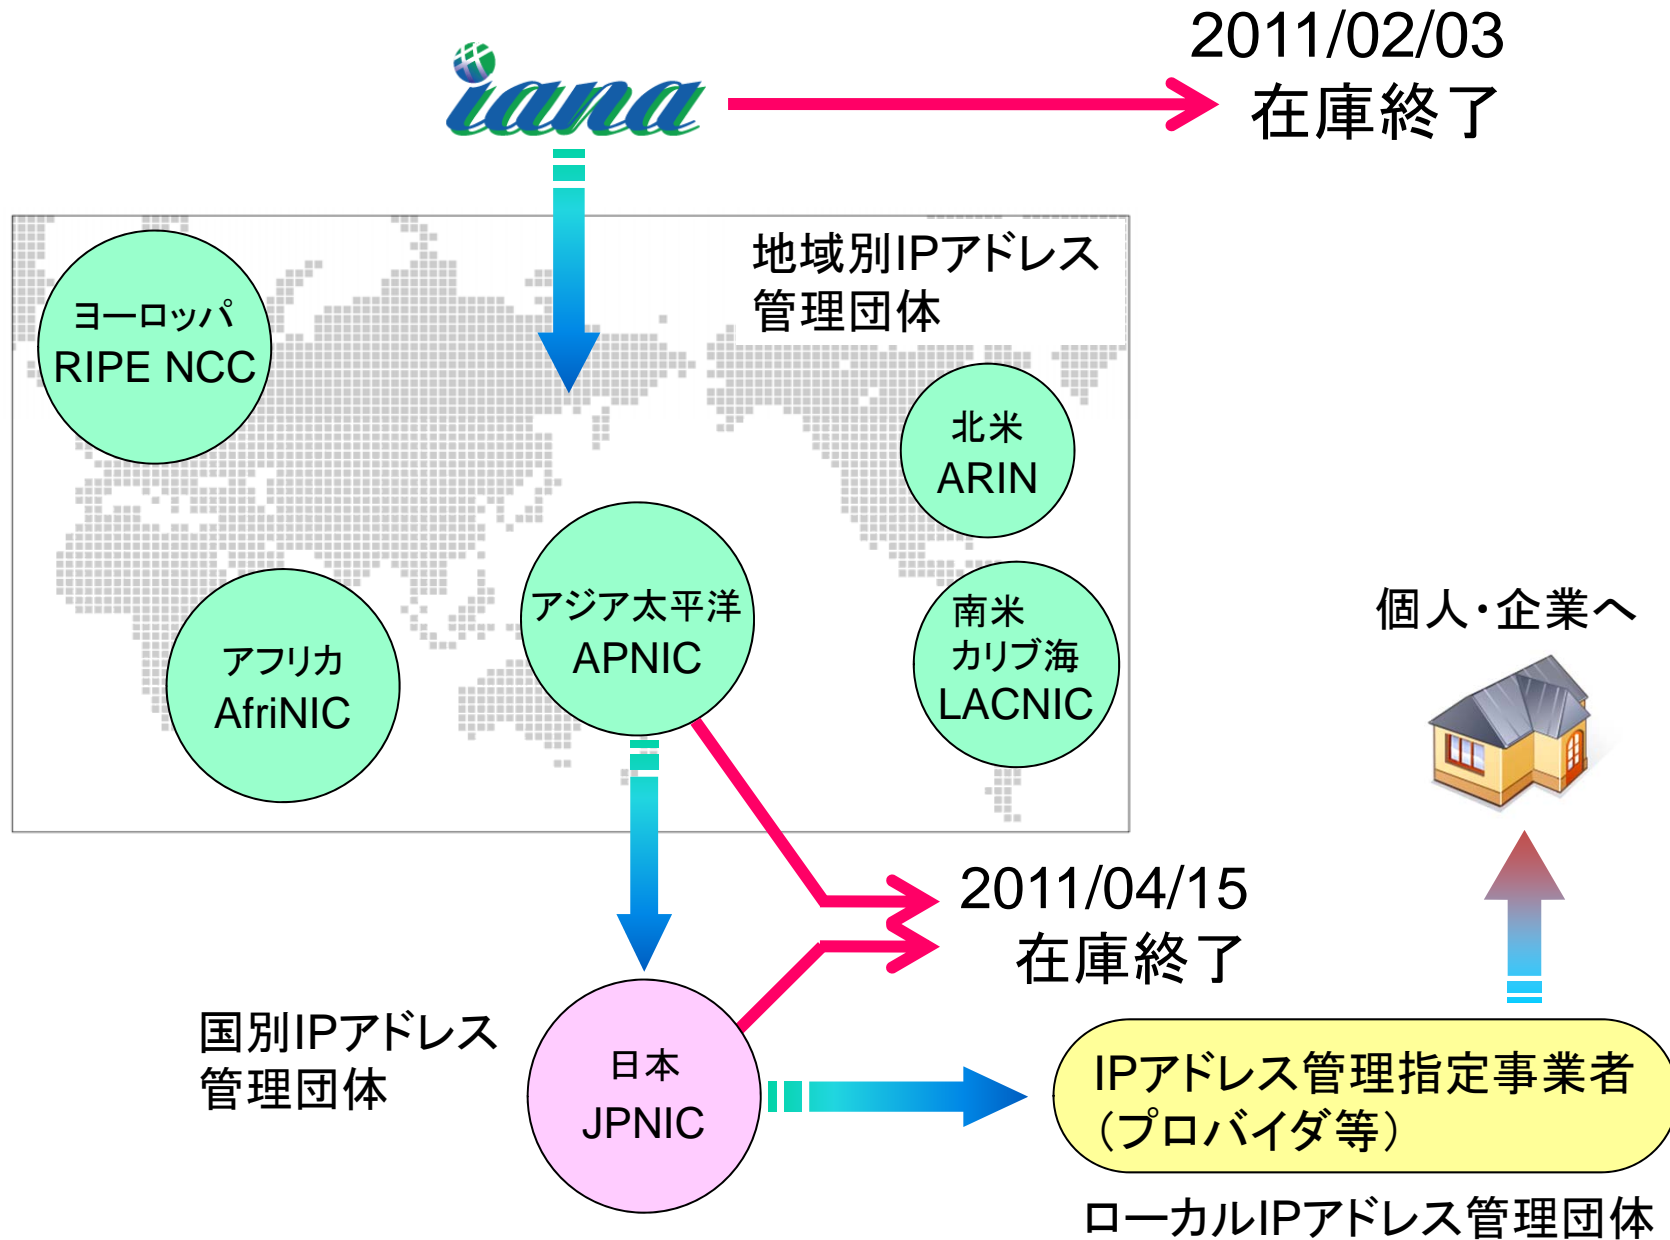 iana
2011/02/03
在庫終了
地域別IPアドレス
管理団体
ヨーロッパ
RIPE NCC
北米
ARIN
アジア太平洋
APNIC
南米
カリブ海
LACNIC
アフリカ
AfriNIC
個人・企業へ
2011/04/15
在庫終了
国別IPアドレス
管理団体
日本
JPNIC
IPアドレス管理指定事業者
（プロバイダ等）
ローカルIPアドレス管理団体